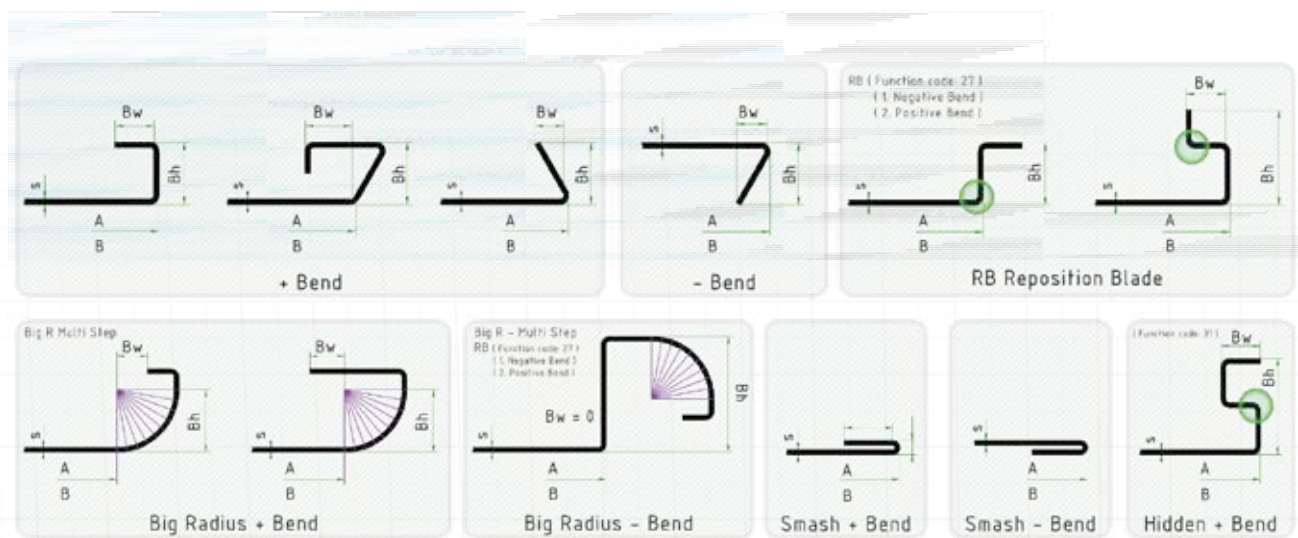 Bw
Bh
s
A
B
Bw
Bh
s
A
B
Bw
Bh
s
A
B
+ Bend
Bw
s
Bh
A
B
- Bend
RB ( Function code: 27 )
( 1. Negative Bend )
( 2. Positive Bend )
s
Bh
A
B
Bw
Bh
s
A
B
RB Reposition Blade
Big R Multi Step
Bw
Bh
s
A
B
Bw
Bh
s
A
B
Big Radius + Bend
Big R - Multi Step
RB ( Function code: 27 )
( 1. Negative Bend )
( 2. Positive Bend )
Bh
Bw = 0
s
A
B
Big Radius - Bend
s
A
B
Smash + Bend
s
A
B
Smash - Bend
Bw
Bh
s
A
B
Hidden + Bend